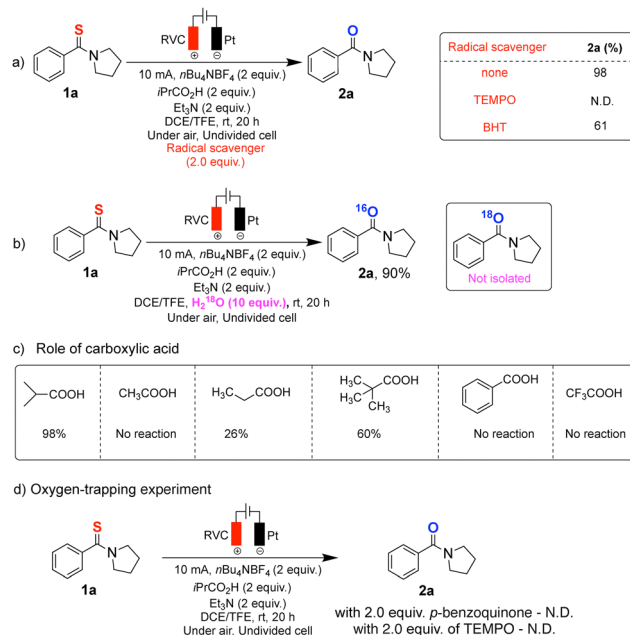 a)
S
N
1a
RVC
Pt
+
−
10 mA, nBu4NBF4 (2 equiv.)
iPrCO2H (2 equiv.)
Et3N (2 equiv.)
DCE/TFE, rt, 20 h
Under air, Undivided cell
Radical scavenger
(2.0 equiv.)
O
N
2a
Radical scavenger 2a (%)
none 98
TEMPO N.D.
BHT 61
b)
S
N
1a
RVC
Pt
+
−
10 mA, nBu4NBF4 (2 equiv.)
iPrCO2H (2 equiv.)
Et3N (2 equiv.)
DCE/TFE, H218O (10 equiv.), rt, 20 h
Under air, Undivided cell
16O
N
2a, 90%
18O
N
Not isolated
c) Role of carboxylic acid
COOH
98%
CH3COOH
No reaction
H3C COOH
26%
H3C COOH
H3C CH3
60%
COOH
No reaction
CF3COOH
No reaction
d) Oxygen-trapping experiment
S
N
1a
RVC
Pt
+
−
10 mA, nBu4NBF4 (2 equiv.)
iPrCO2H (2 equiv.)
Et3N (2 equiv.)
DCE/TFE, rt, 20 h
Under air, Undivided cell
O
N
2a
with 2.0 equiv. p-benzoquinone - N.D.
with 2.0 equiv. of TEMPO - N.D.